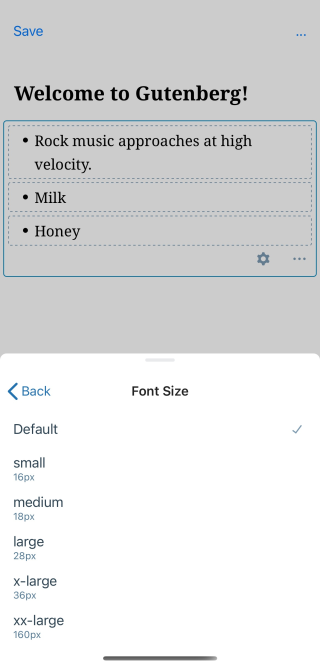 Save
...
Welcome to Gutenberg!
• Rock music approaches at high
velocity.
• Milk
• Honey
Back
Font Size
Default
small
16px
medium
18px
large
28px
x-large
36px
xx-large
160px